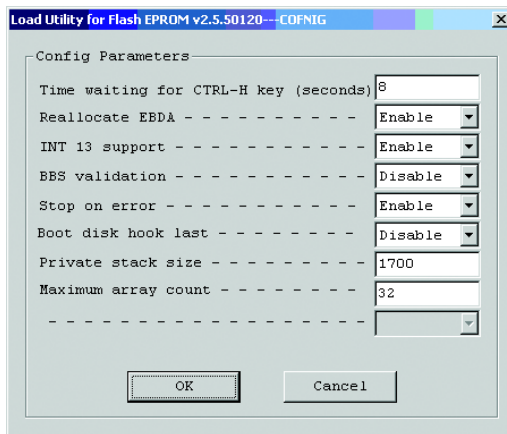 Load Utility for Flash EPROM v2.5.50120---COFNIG
Config Parameters
Time waiting for CTRL-H key (seconds) 8
Reallocate EBDA - - - - - - - - - - Enable
INT 13 support - - - - - - - - - - - Enable
BBS validation - - - - - - - - - - - Disable
Stop on error - - - - - - - - - - - Enable
Boot disk hook last - - - - - - - - Disable
Private stack size - - - - - - - - - 1700
Maximum array count - - - - - - - - 32
- - - - - - - - - - - - - - - - - -
OK Cancel